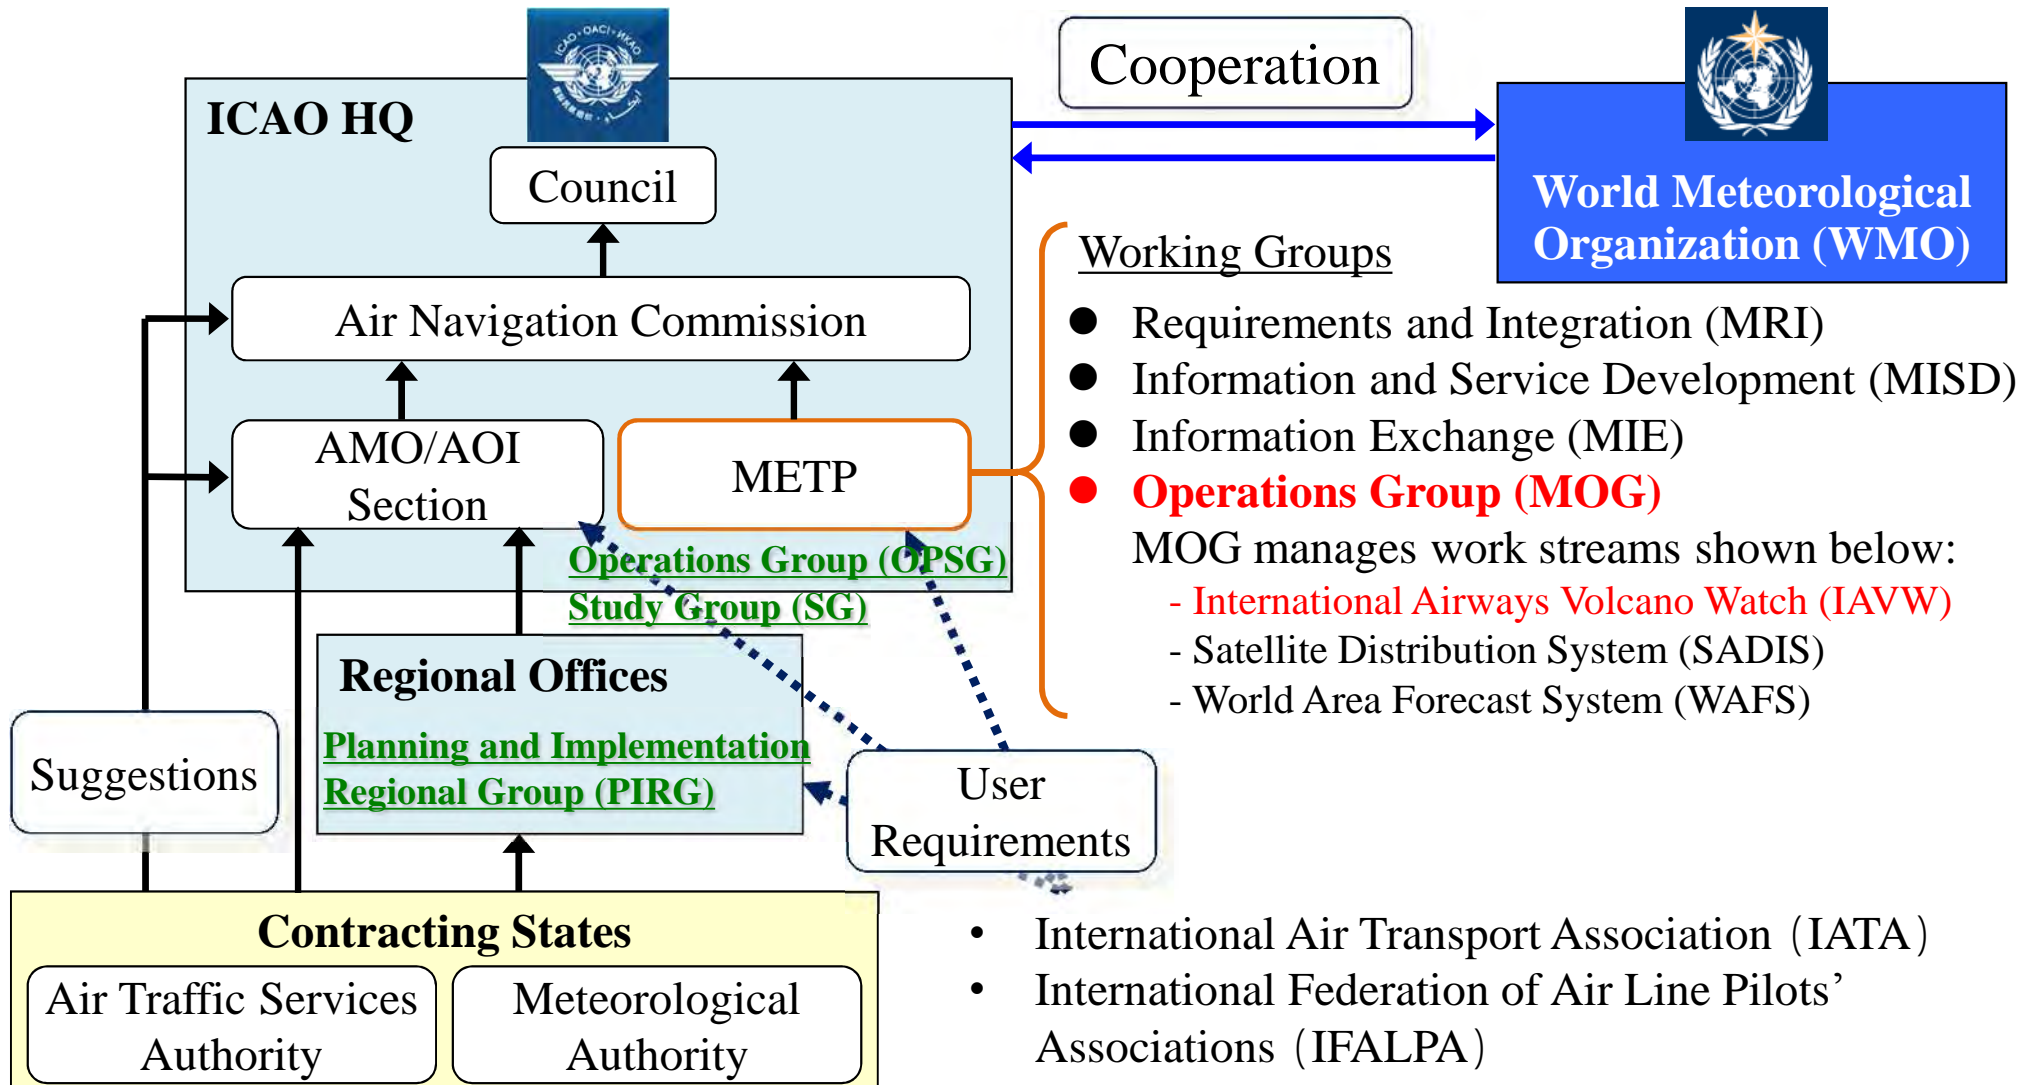 ICAO · OACI · ИКАО
Cooperation
ICAO HQ
Council
World Meteorological
Organization (WMO)
Air Navigation Commission
AMO/AOI
Section
METP
Working Groups
● Requirements and Integration (MRI)
● Information and Service Development (MISD)
● Information Exchange (MIE)
● Operations Group (MOG)
MOG manages work streams shown below:
- International Airways Volcano Watch (IAVW)
- Satellite Distribution System (SADIS)
- World Area Forecast System (WAFS)
Operations Group (OPSG)
Study Group (SG)
Regional Offices
Planning and Implementation
Regional Group (PIRG)
Suggestions
User
Requirements
Contracting States
Air Traffic Services
Authority
Meteorological
Authority
• International Air Transport Association (IATA)
• International Federation of Air Line Pilots’
Associations (IFALPA)